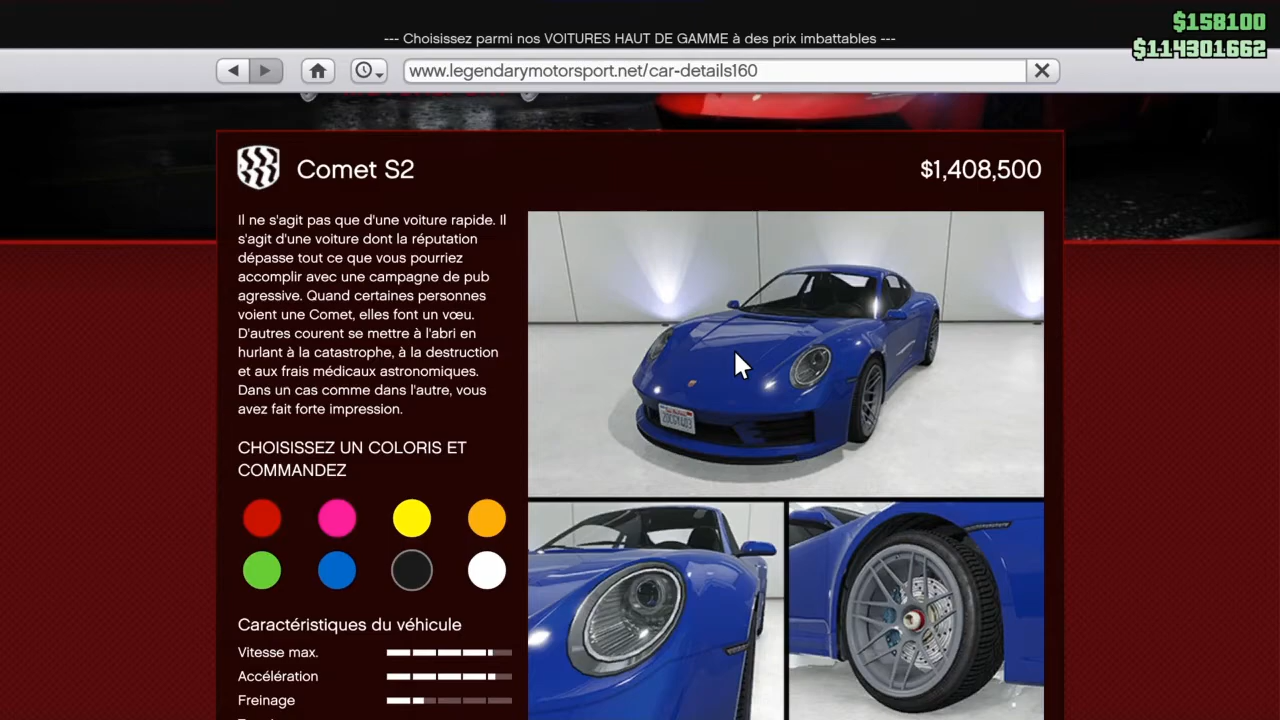 $158100
--- Choisissez parmi nos VOITURES HAUT DE GAMME à des prix imbattables ---
$114301662
www.legendarymotorsport.net/car-details160
Comet S2
$1,408,500
Il ne s'agit pas que d'une voiture rapide. Il
s'agit d'une voiture dont la réputation
dépasse tout ce que vous pourriez
accomplir avec une campagne de pub
agressive. Quand certaines personnes
voient une Comet, elles font un vœu.
D'autres courent se mettre à l'abri en
hurlant à la catastrophe, à la destruction
et aux frais médicaux astronomiques.
Dans un cas comme dans l'autre, vous
avez fait forte impression.
CHOISISSEZ UN COLORIS ET
COMMANDEZ
Caractéristiques du véhicule
Vitesse max.
Accélération
Freinage